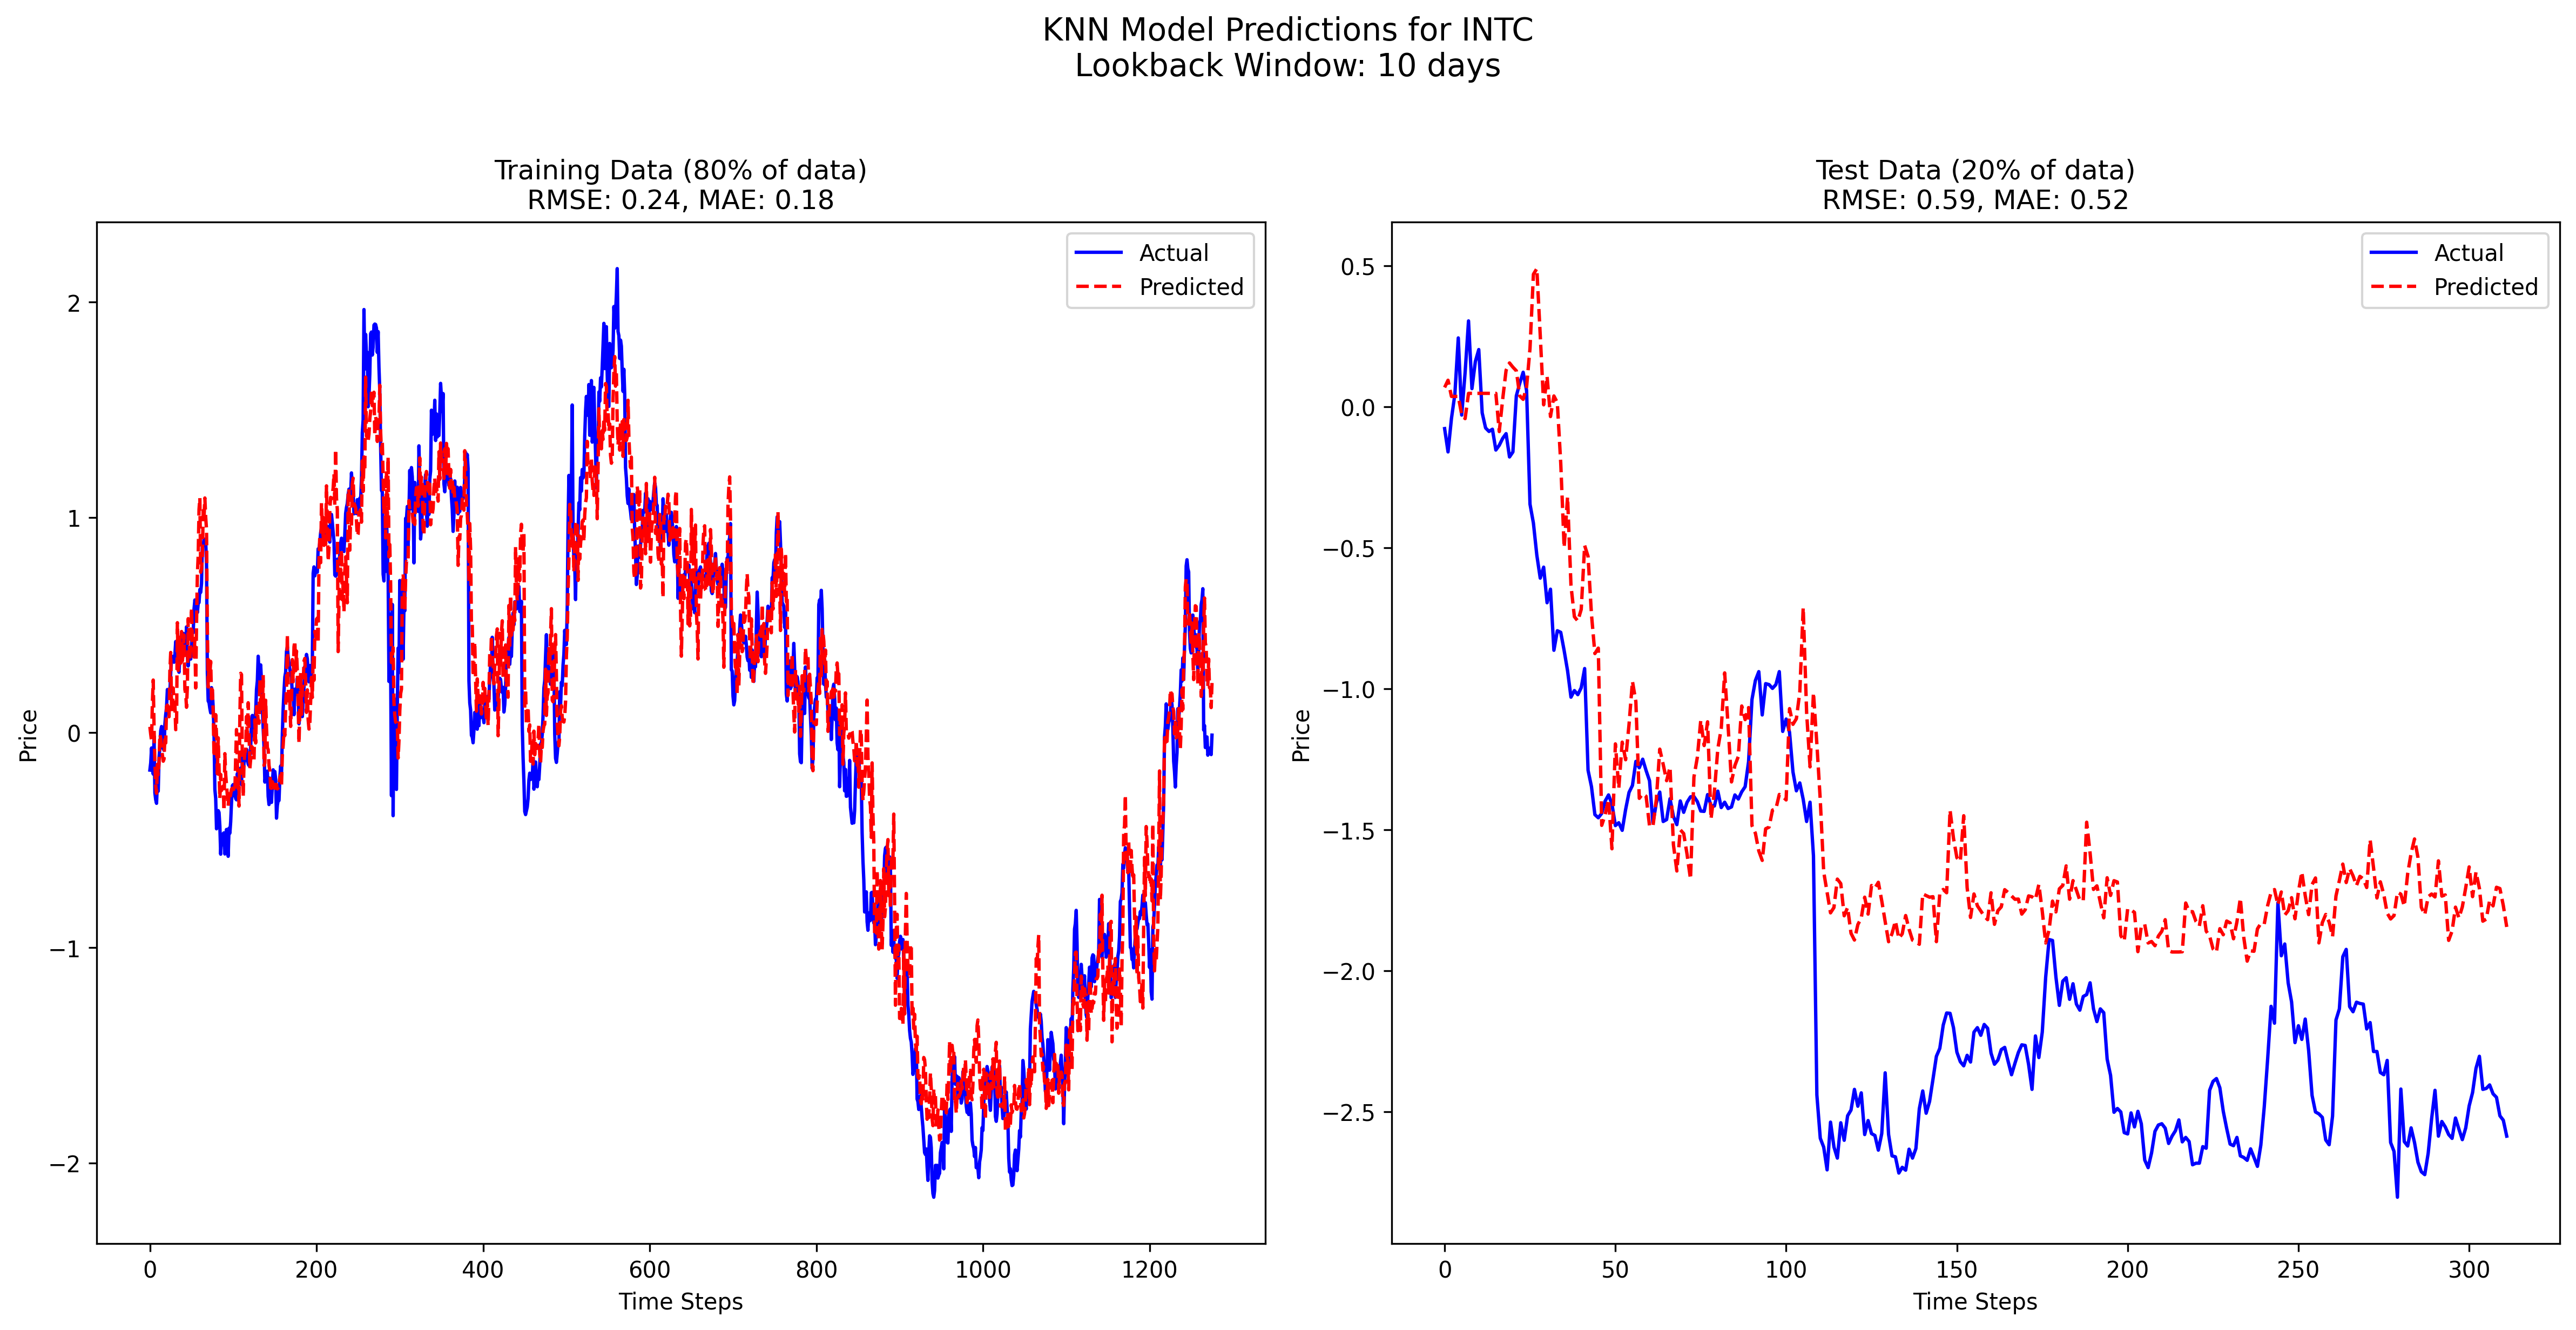 KNN Model Predictions for INTC
Lookback Window: 10 days
Training Data (80% of data)
RMSE: 0.24, MAE: 0.18
Actual
Predicted
2
1
0
−1
−2
Price
0
200
400
600
800
1000
1200
Time Steps
Test Data (20% of data)
RMSE: 0.59, MAE: 0.52
Actual
Predicted
0.5
0.0
−0.5
−1.0
−1.5
−2.0
−2.5
Price
0
50
100
150
200
250
300
Time Steps